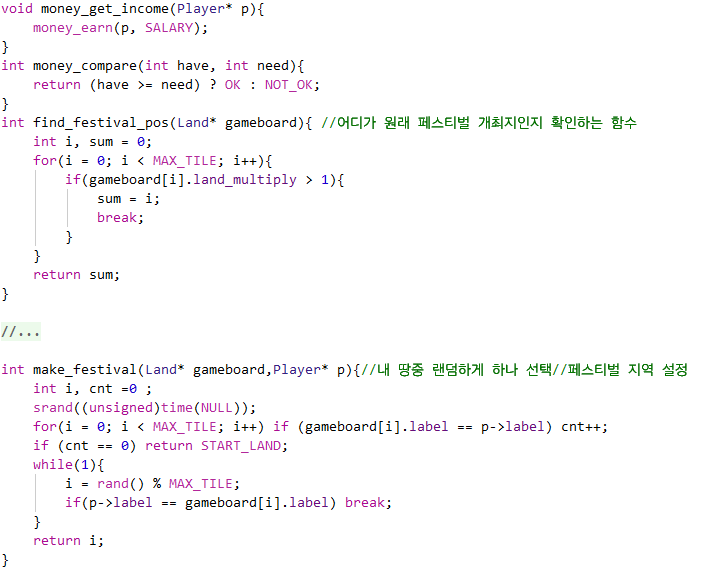 void money_get_income(Player* p){
    money_earn(p, SALARY);
}
int money_compare(int have, int need){
    return (have >= need) ? OK : NOT_OK;
}
int find_festival_pos(Land* gameboard){ //어디가 원래 페스티벌 개최지인지 확인하는 함수
    int i, sum = 0;
    for(i = 0; i < MAX_TILE; i++){
        if(gameboard[i].land_multiply > 1){
            sum = i;
            break;
        }
    }
    return sum;
}

//...

int make_festival(Land* gameboard,Player* p){//내 땅중 랜덤하게 하나 선택//페스티벌 지역 설정
    int i, cnt =0 ;
    srand((unsigned)time(NULL));
    for(i = 0; i < MAX_TILE; i++) if (gameboard[i].label == p->label) cnt++;
    if (cnt == 0) return START_LAND;
    while(1){
        i = rand() % MAX_TILE;
        if(p->label == gameboard[i].label) break;
    }
    return i;
}